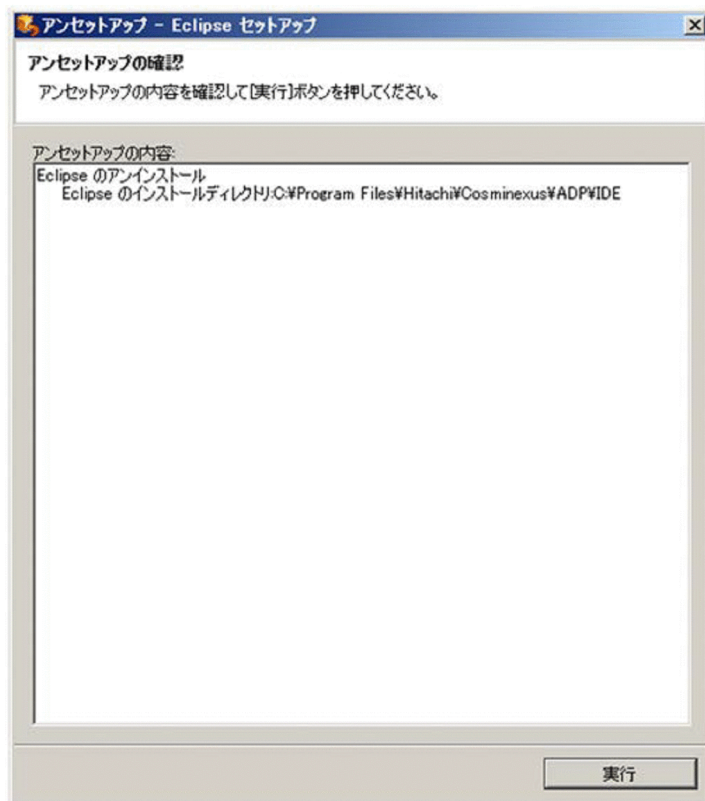 アンセットアップ - Eclipse セットアップ
アンセットアップの確認
アンセットアップの内容を確認して[実行]ボタンを押してください。
アンセットアップの内容:
Eclipse のアンインストール
Eclipse のインストールディレクトリ:C:¥Program Files¥Hitachi¥Cosminexus¥ADP¥IDE
実行